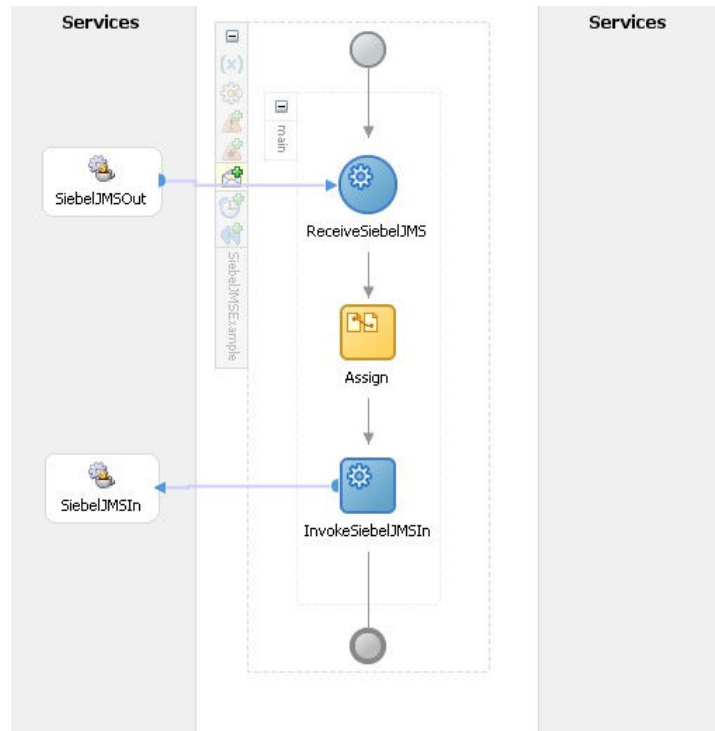 Services
Services
(x)
main
SiebelJMSOut
ReceiveSiebelJMS
SiebelJMSExample
Assign
SiebelJMSIn
InvokeSiebelJMSIn